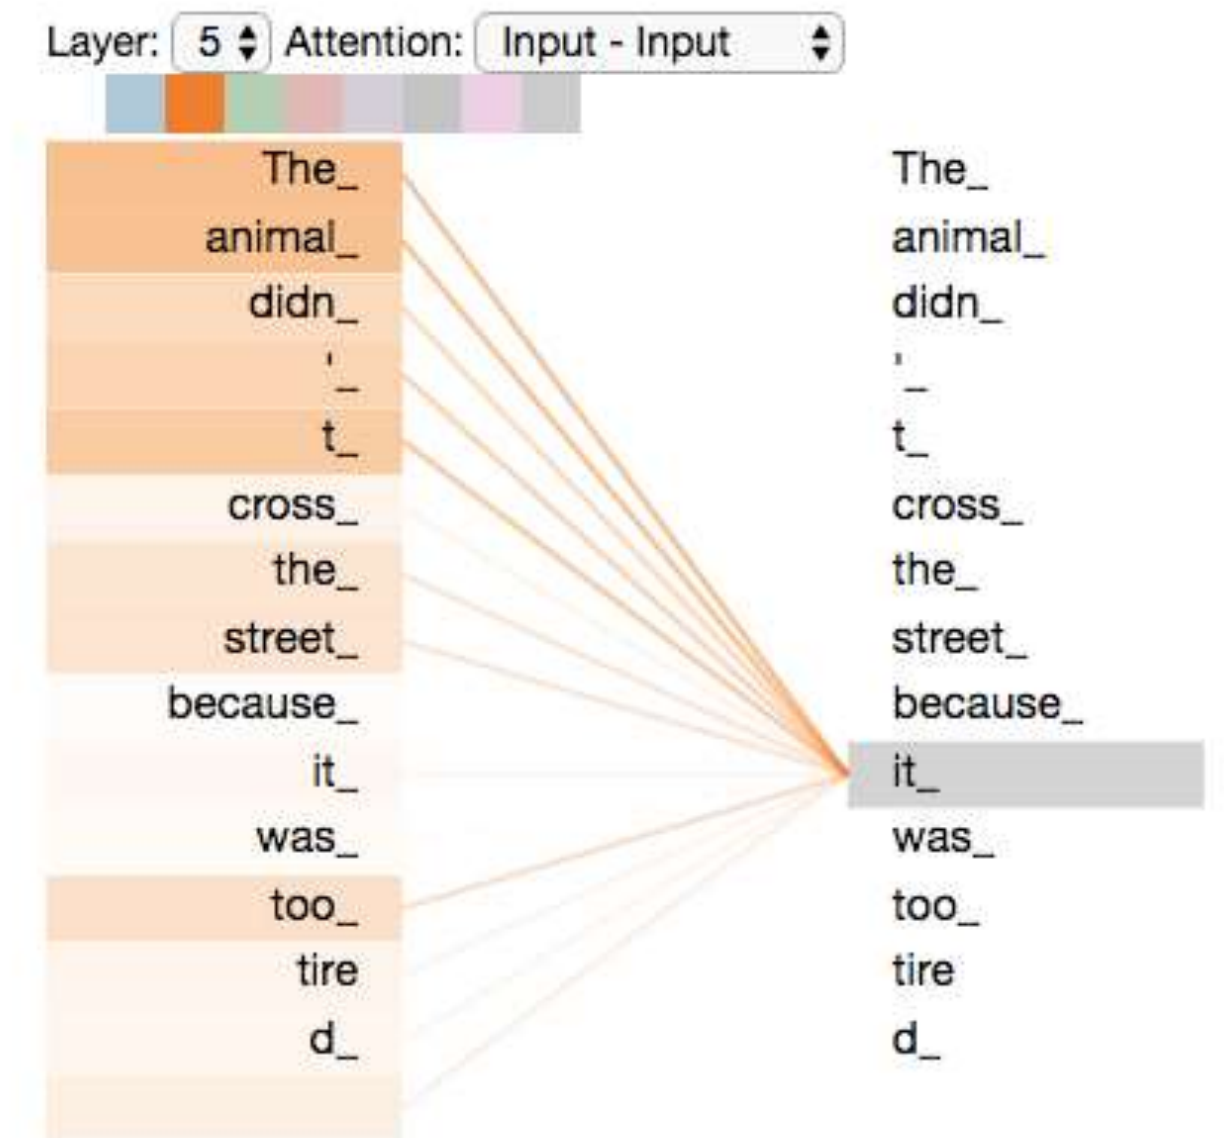 Layer: 5 Attention: Input - Input
The_ The_
animal_ animal_
didn_ didn_
'_ '_
t_ t_
cross_ cross_
the_ the_
street_ street_
because_ because_
it_ it_
was_ was_
too_ too_
tire tire
d_ d_